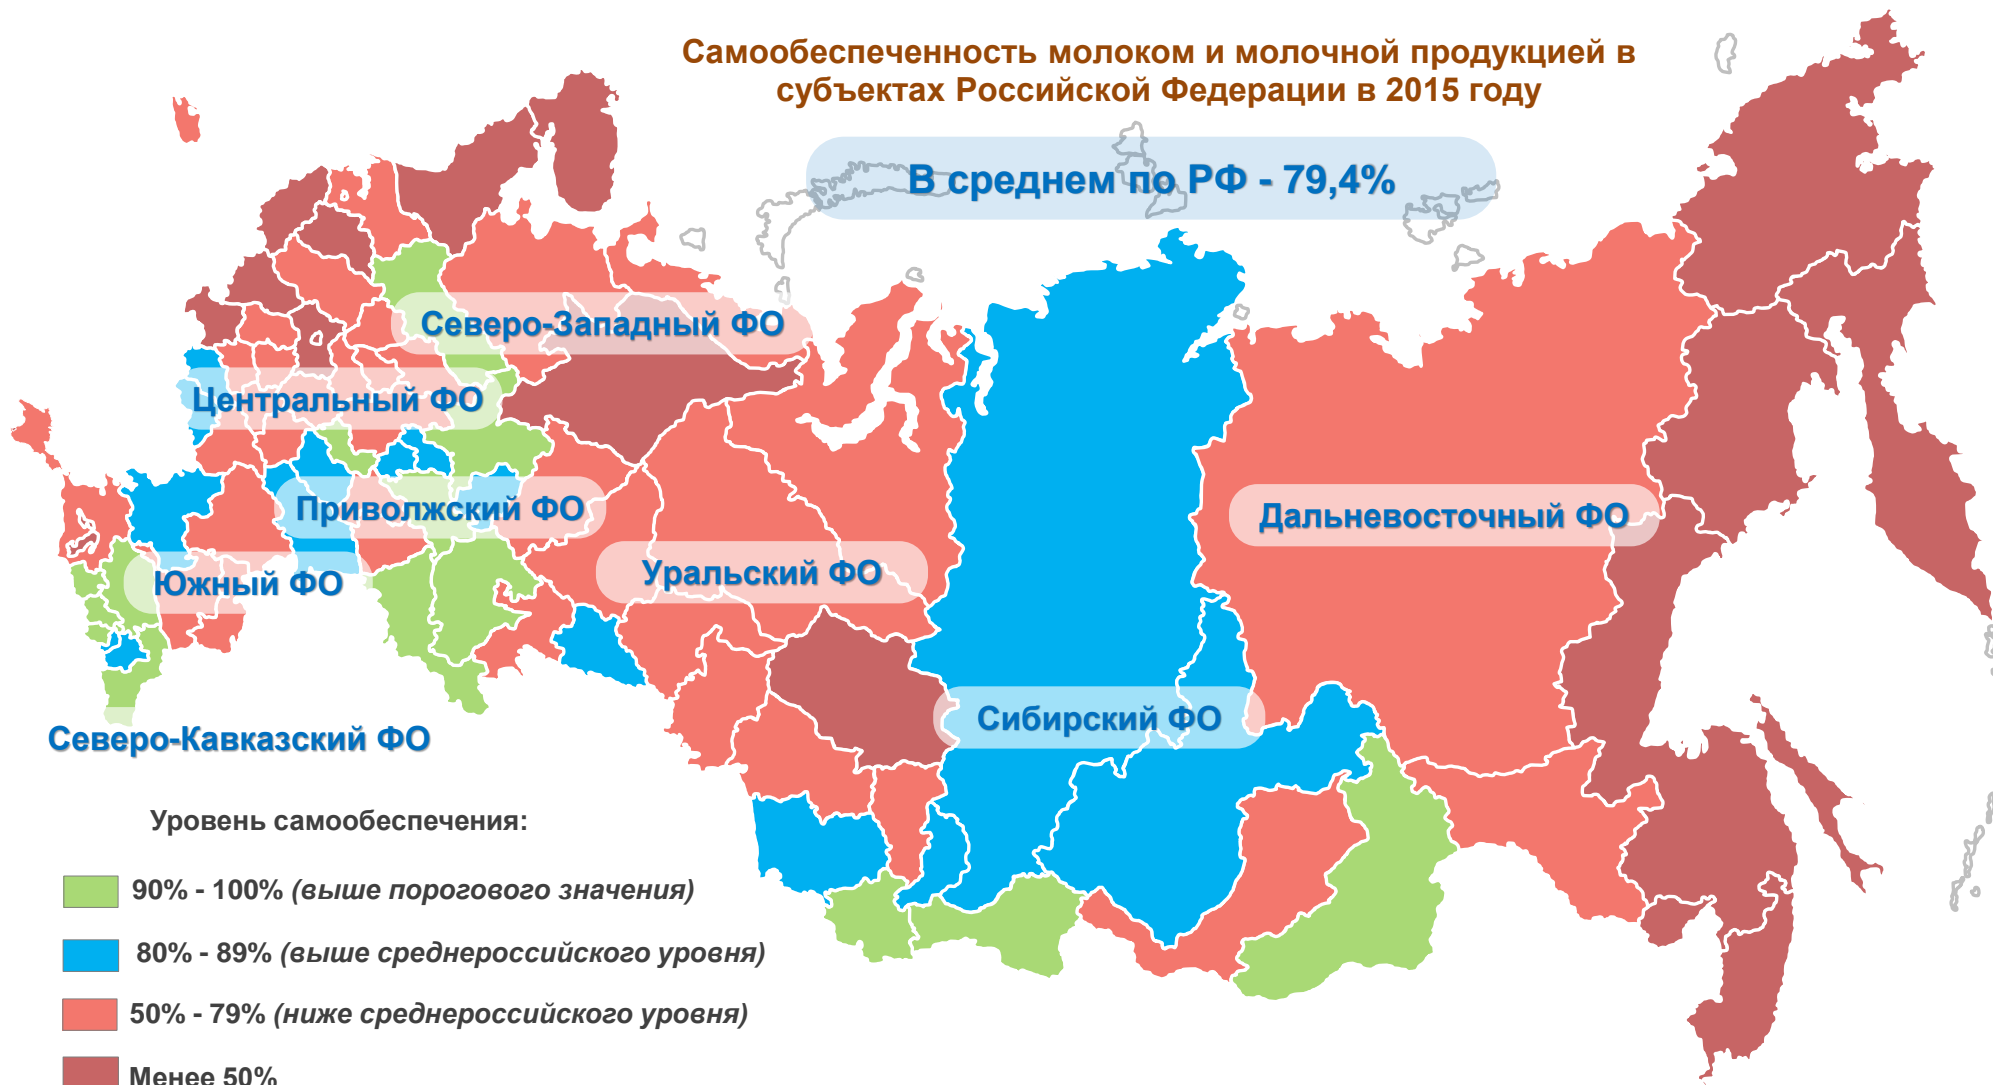 Самообеспеченность молоком и молочной продукцией в
субъектах Российской Федерации в 2015 году
В среднем по РФ - 79,4%
Северо-Западный ФО
Центральный ФО
Приволжский ФО
Дальневосточный ФО
Южный ФО
Уральский ФО
Сибирский ФО
Северо-Кавказский ФО
Уровень самообеспечения:
90% - 100% (выше порогового значения)
80% - 89% (выше среднероссийского уровня)
50% - 79% (ниже среднероссийского уровня)
Менее 50%